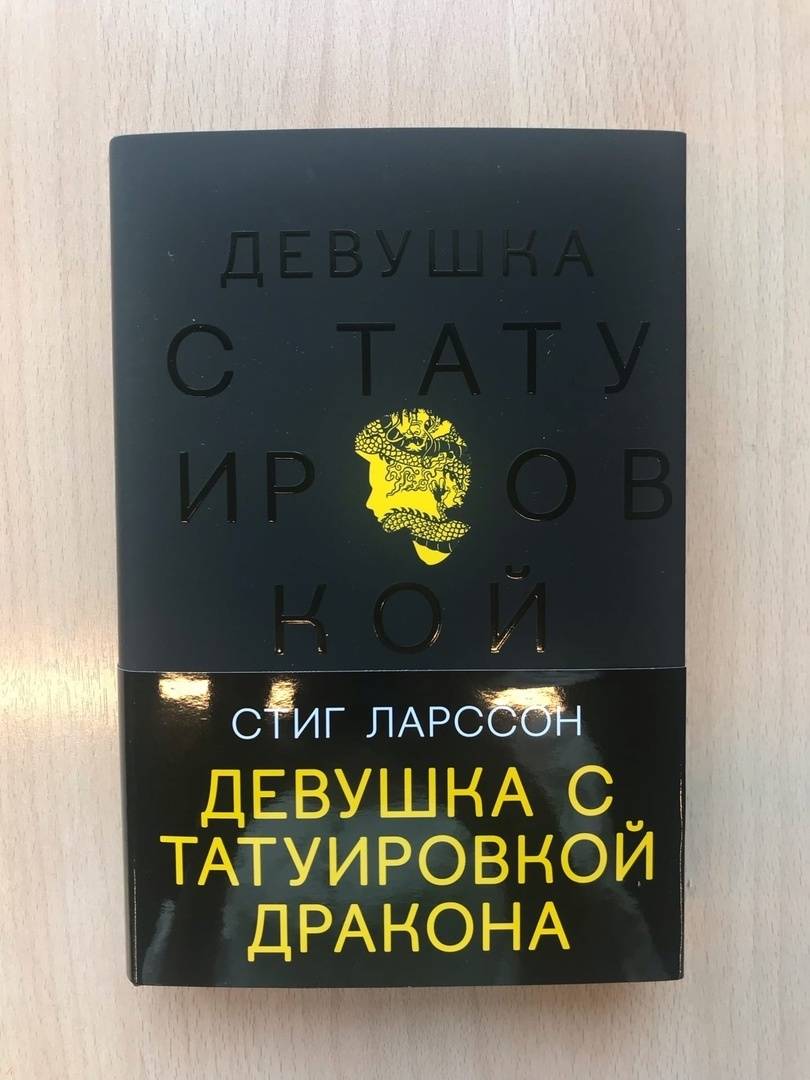 ДЕВУШКА
С ТАТУ
ИР ОВ
КОЙ
СТИГ ЛАРССОН
ДЕВУШКА С
ТАТУИРОВКОЙ
ДРАКОНА